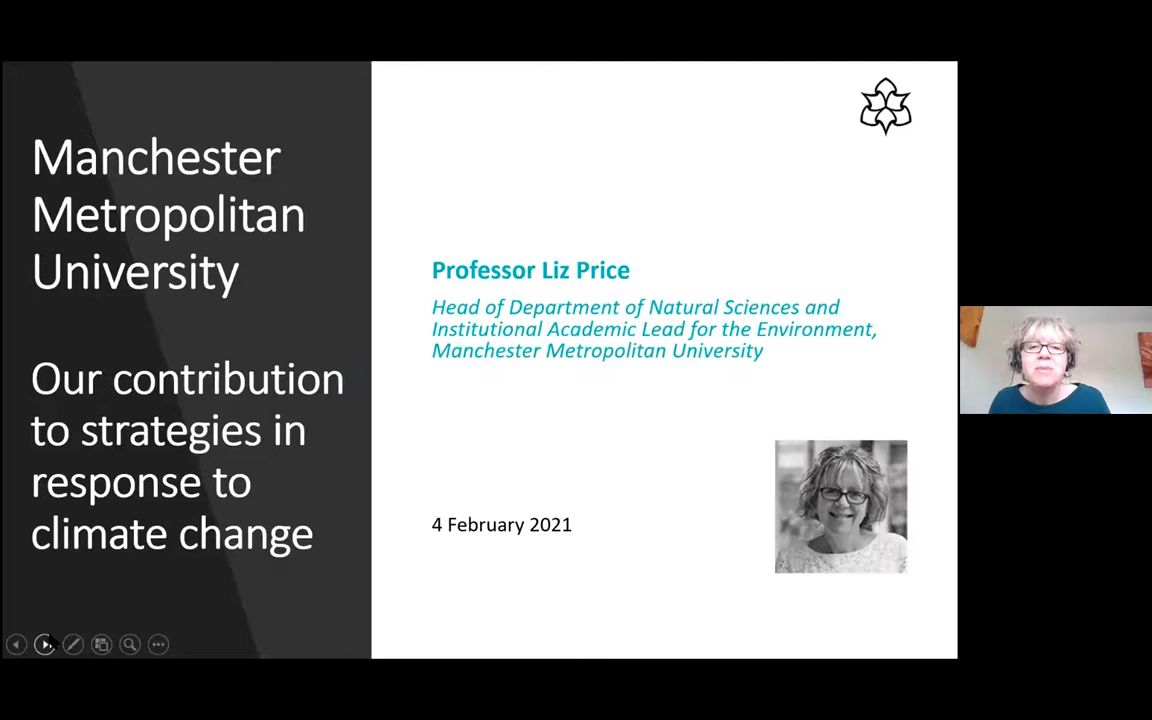 Manchester
Metropolitan
University
Our contribution
to strategies in
response to
climate change
Professor Liz Price
Head of Department of Natural Sciences and
Institutional Academic Lead for the Environment,
Manchester Metropolitan University
4 February 2021